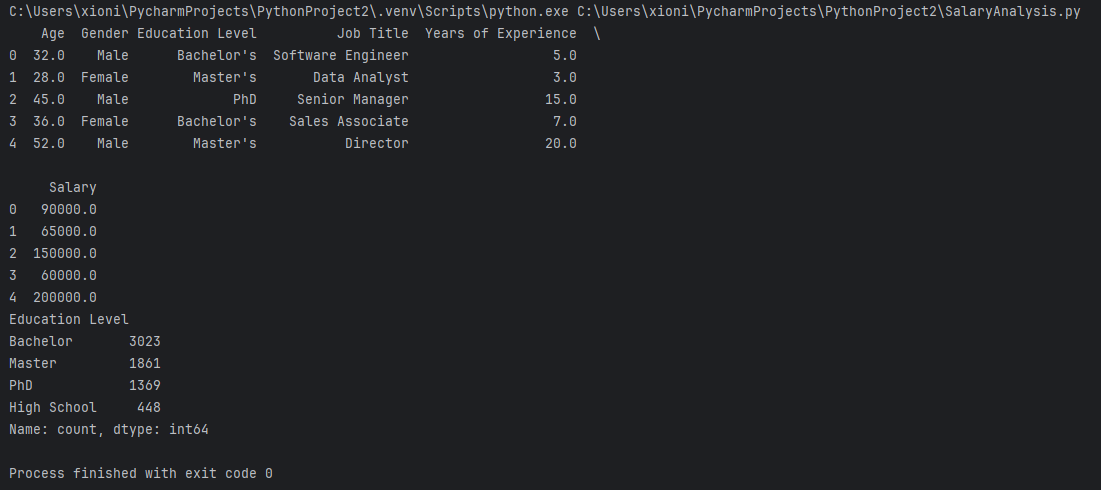 C:\Users\xioni\PycharmProjects\PythonProject2\.venv\Scripts\python.exe C:\Users\xioni\PycharmProjects\PythonProject2\SalaryAnalysis.py
    Age  Gender Education Level          Job Title  Years of Experience  \
0  32.0    Male      Bachelor's  Software Engineer                  5.0
1  28.0  Female        Master's       Data Analyst                  3.0
2  45.0    Male             PhD     Senior Manager                 15.0
3  36.0  Female      Bachelor's    Sales Associate                  7.0
4  52.0    Male        Master's           Director                 20.0

     Salary
0   90000.0
1   65000.0
2  150000.0
3   60000.0
4  200000.0
Education Level
Bachelor       3023
Master         1861
PhD            1369
High School     448
Name: count, dtype: int64

Process finished with exit code 0